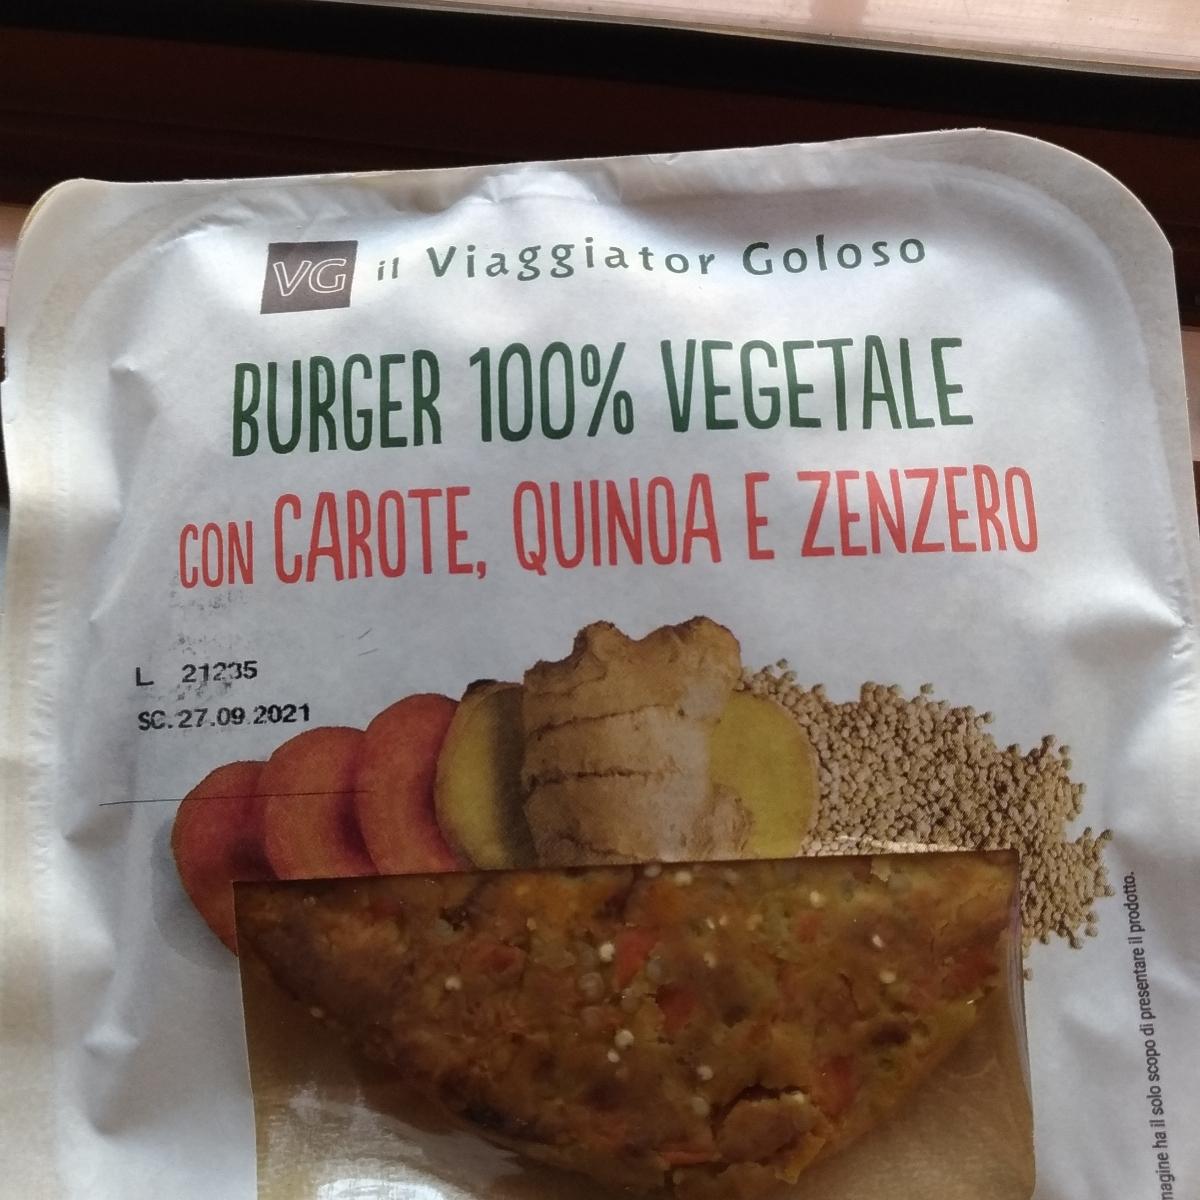 VG il Viaggiator Goloso
BURGER 100% VEGETALE
CON CAROTE, QUINOA E ZENZERO
L 21235
SC. 27.09.2021
magine ha il solo scopo di presentare il prodotto.